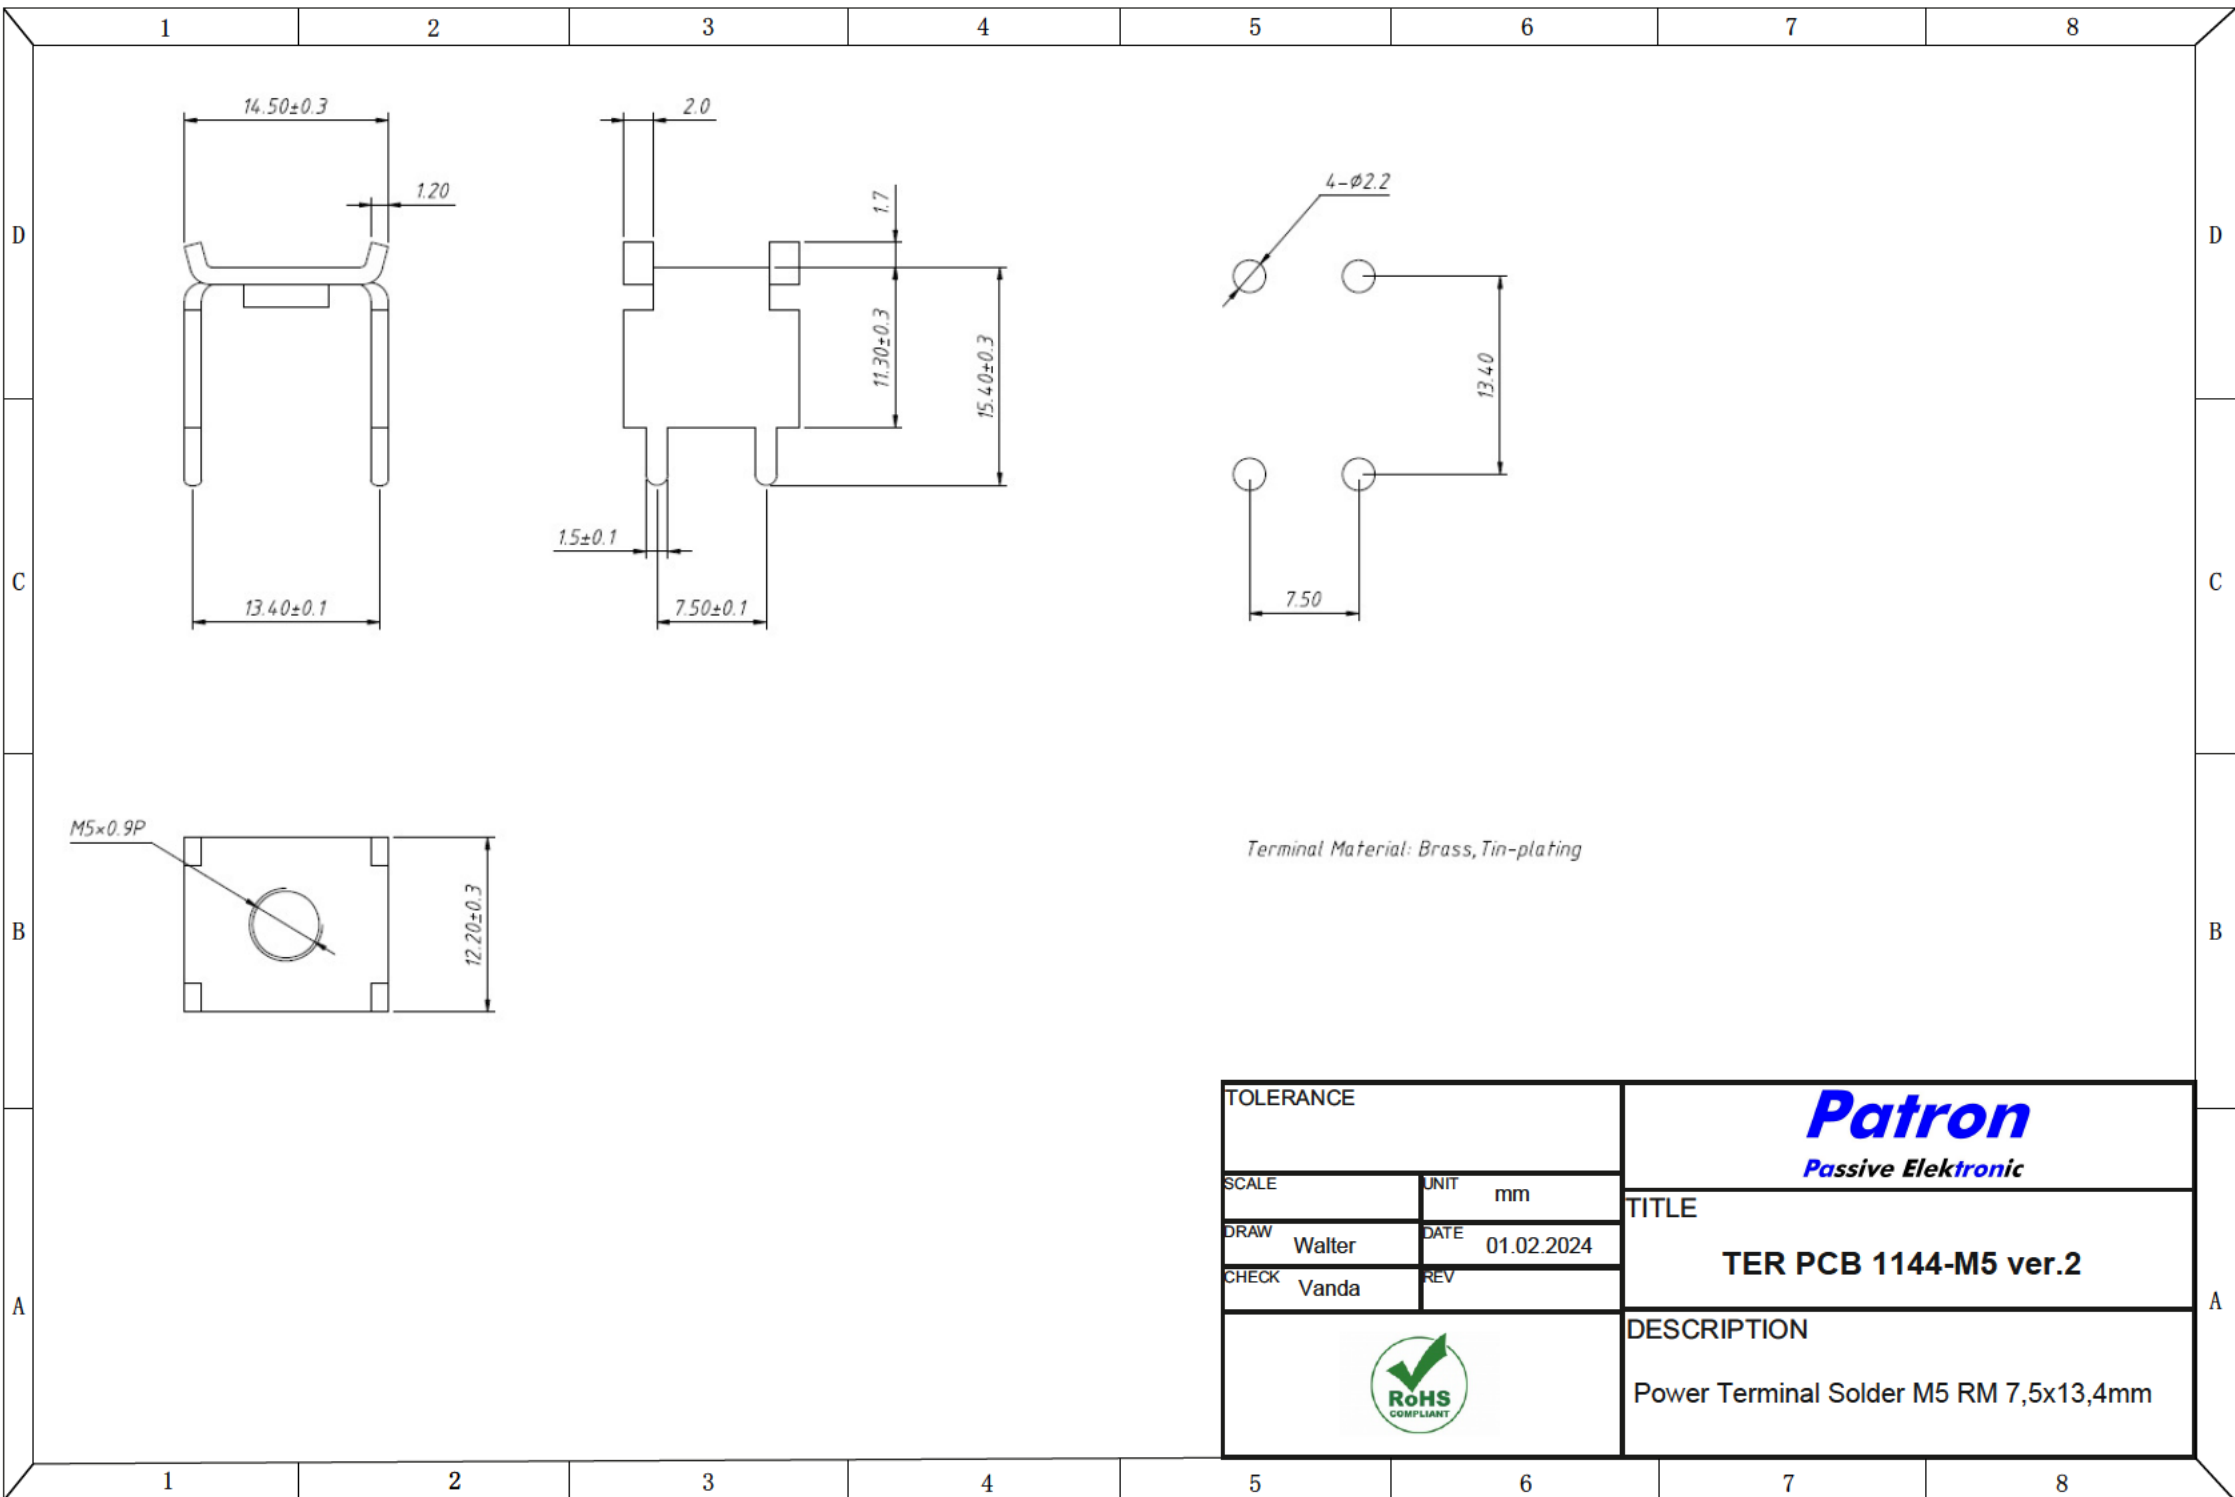 1 2 3 4 5 6 7 8
14.50±0.3
2.0
1.20
1.7
4-Ø2.2
D D
11.30±0.3
15.40±0.3
13.40
1.5±0.1
C C
13.40±0.1
7.50±0.1
7.50
M5×0.9P
Terminal Material: Brass,Tin-plating
12.20±0.3
B B
TOLERANCE
Patron
Passive Elektronic
SCALE
UNIT mm
TITLE
DRAW Walter
DATE 01.02.2024
TER PCB 1144-M5 ver.2
CHECK Vanda
REV
A A
DESCRIPTION
RoHS
COMPLIANT
Power Terminal Solder M5 RM 7,5x13,4mm
1 2 3 4 5 6 7 8